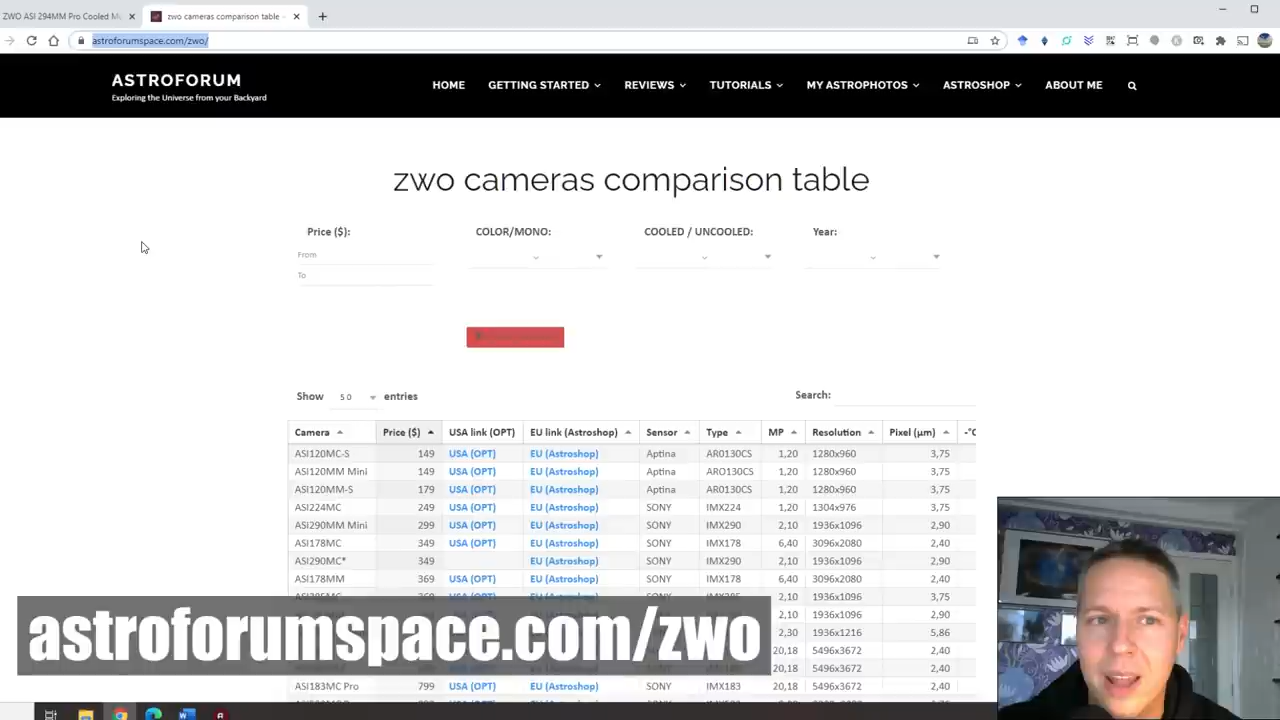 ZWO ASI 294MM Pro Cooled M
zwo cameras comparison table -
astroforumspace.com/zwo/
ASTROFORUM
Exploring the Universe from your Backyard
HOME GETTING STARTED REVIEWS TUTORIALS MY ASTROPHOTOS ASTROSHOP ABOUT ME
zwo cameras comparison table
Price ($): COLOR/MONO: COOLED / UNCOOLED: Year:
From
To
Show 50 entries Search:
Camera Price ($) USA link (OPT) EU link (Astroshop) Sensor Type MP Resolution Pixel (µm) -°C
ASI120MC-S 149 USA (OPT) EU (Astroshop) Aptina AR0130CS 1,20 1280x960 3,75
ASI120MM Mini 149 USA (OPT) EU (Astroshop) Aptina ARO130CS 1,20 1280x960 3,75
ASI120MM-S 179 USA (OPT) EU (Astroshop) Aptina AR0130CS 1,20 1280x960 3,75
ASI224MC 249 USA (OPT) EU (Astroshop) SONY IMX224 1,20 1304x976 3,75
ASI290MM Mini 299 USA (OPT) EU (Astroshop) SONY IMX290 2,10 1936x1096 2,90
ASI178MC 349 USA (OPT) EU (Astroshop) SONY IMX178 6,40 3096x2080 2,40
ASI290MC* 349 EU (Astroshop) SONY IMX290 2,10 1936x1096 2,90
ASI178MM 369 USA (OPT) EU (Astroshop) SONY IMX178 6,40 3096x2080 2,40
2,10 1936x1096 2,90
2,10 1936x1096 2,90
2,30 1936x1216 5,86
20,18 5496x3672 2,40
20,18 5496x3672 2,40
ASI183MC Pro 799 USA (OPT) EU (Astroshop) SONY IMX183 20,18 5496x3672 2,40
astroforumspace.com/zwo